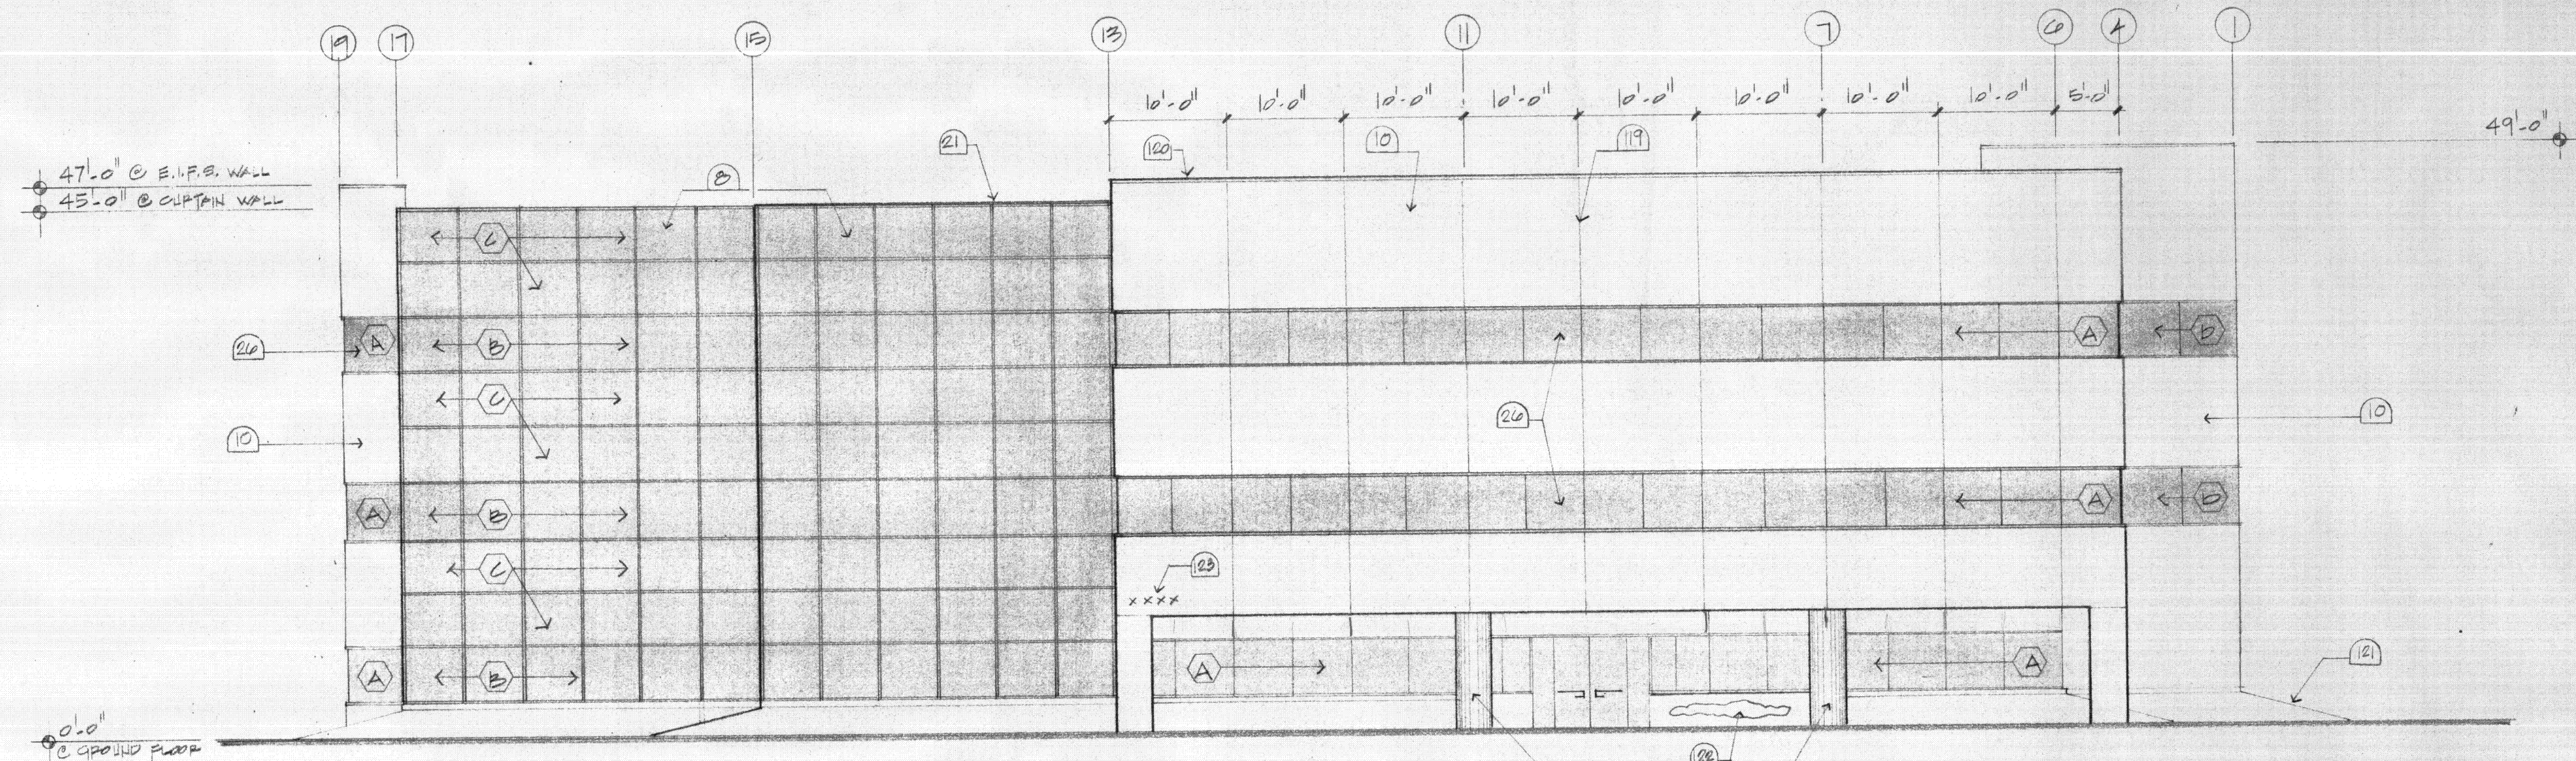 19 17 15 13 11 7 6 4 1
10'-0" 10'-0" 10'-0" 10'-0" 10'-0" 10'-0" 10'-0" 10'-0" 5'-0"
49'-0"
21 120 10 119
47'-0" @ E.I.F.S. WALL
8
45'-0" @ CURTAIN WALL
C
26 A B A D
C
10 26 10
A B A D
C
123
xxxx
A B A A
121
0'-0"
@ GROUND FLOOR
122